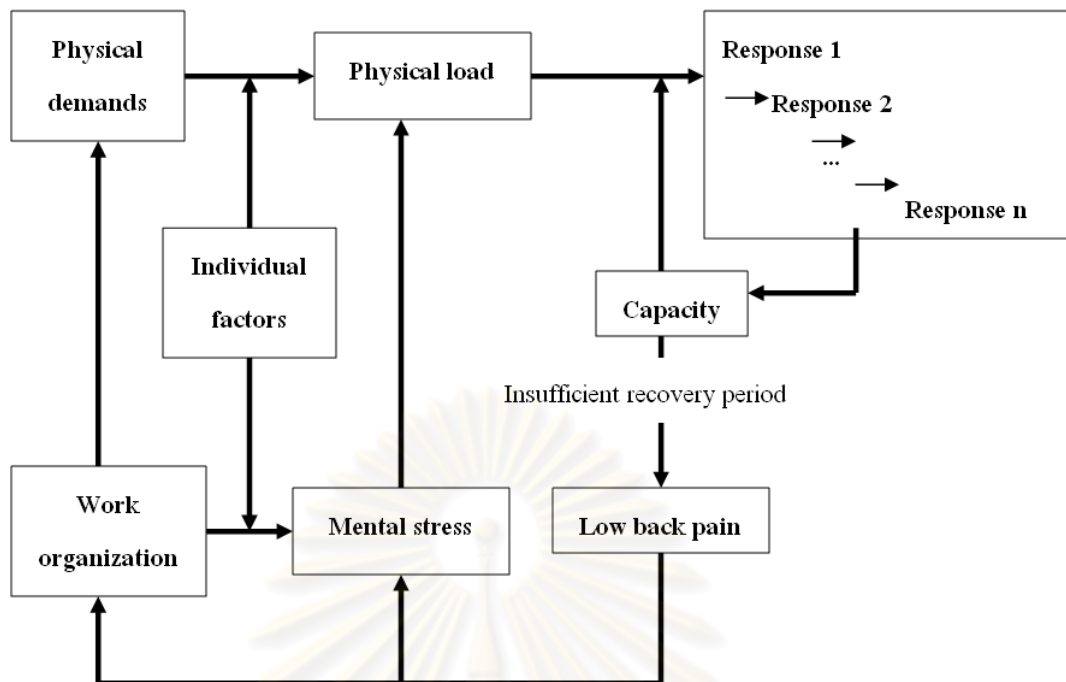 Physical
demands
Physical load
Response 1
Response 2
...
Response n
Individual
factors
Capacity
Insufficient recovery period
Work
organization
Mental stress
Low back pain